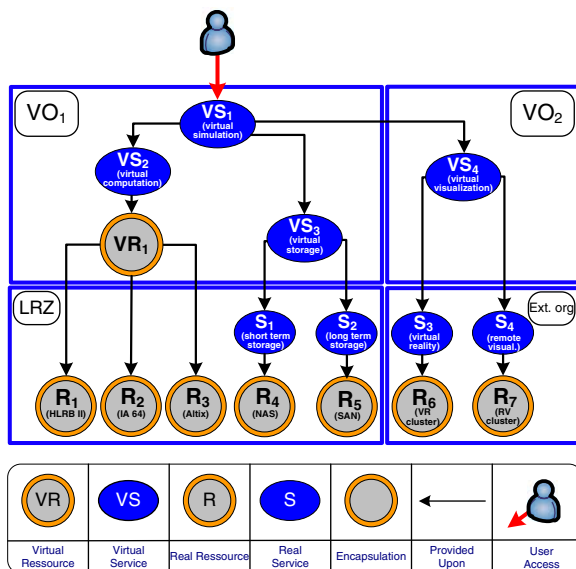 VO1
VS1
(virtual
simulation)
VO2
VS2
(virtual
computation)
VS4
(virtual
visualization)
VR1
VS3
(virtual
storage)
LRZ
Ext. org
S1
(short term
storage)
S2
(long term
storage)
S3
(virtual
reality)
S4
(remote
visual.)
R1
(HLRB II)
R2
(IA 64)
R3
(Altix)
R4
(NAS)
R5
(SAN)
R6
(VR
cluster)
R7
(RV
cluster)
VR
VS
R
S
Virtual
Ressource
Virtual
Service
Real Ressource
Real
Service
Encapsulation
Provided
Upon
User
Access